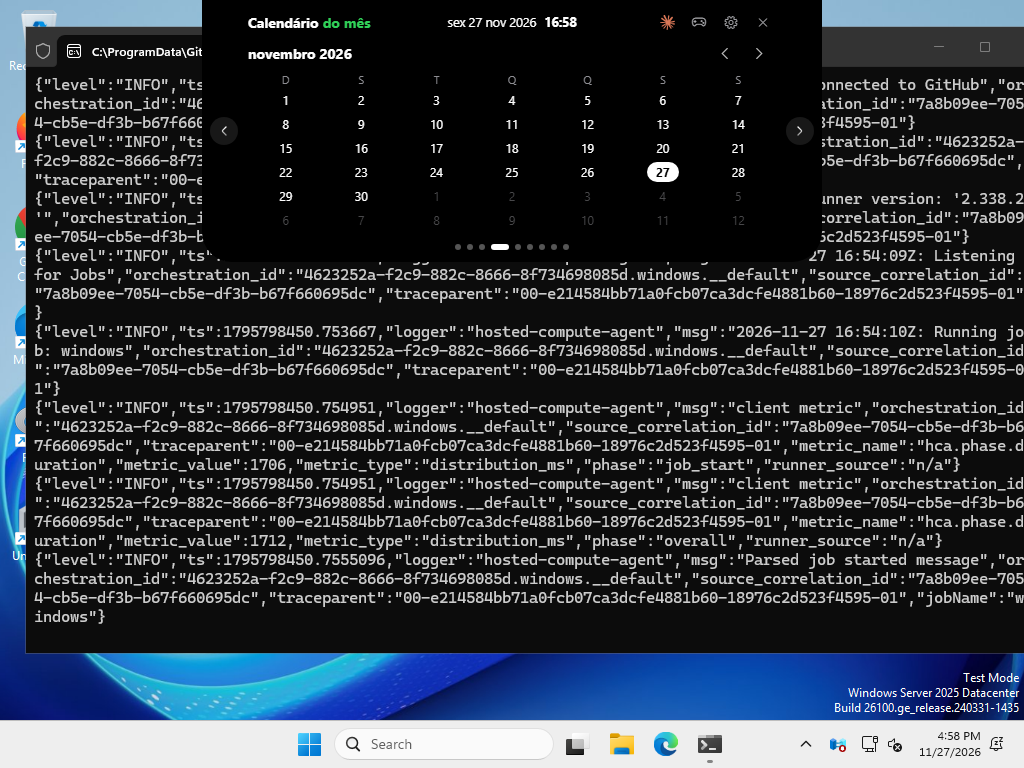 Calendário do mês
sex 27 nov 2026 16:58
novembro 2026
D S T Q Q S S
1 2 3 4 5 6 7
8 9 10 11 12 13 14
15 16 17 18 19 20 21
22 23 24 25 26 27 28
29 30 1 2 3 4 5
6 7 8 9 10 11 12
C:\ProgramData\Git
{"level":"INFO","ts onnected to GitHub","or
chestration_id":"46 lation_id":"7a8b09ee-705
4-cb5e-df3b-b67f660 f4595-01"}
{"level":"INFO","ts chestration_id":"4623252a-
f2c9-882c-8666-8f73 -cb5e-df3b-b67f660695dc",
"traceparent":"00-e
{"level":"INFO","ts unner version: '2.338.2
'","orchestration_i correlation_id":"7a8b09
ee-7054-cb5e-df3b-b c2d523f4595-01"}
{"level":"INFO","ts": 27 16:54:09Z: Listening
for Jobs","orchestration_id":"4623252a-f2c9-882c-8666-8f734698085d.windows.__default","source_correlation_id":
"7a8b09ee-7054-cb5e-df3b-b67f660695dc","traceparent":"00-e214584bb71a0fcb07ca3dcfe4881b60-18976c2d523f4595-01"
}
{"level":"INFO","ts":1795798450.753667,"logger":"hosted-compute-agent","msg":"2026-11-27 16:54:10Z: Running jo
b: windows","orchestration_id":"4623252a-f2c9-882c-8666-8f734698085d.windows.__default","source_correlation_id
":"7a8b09ee-7054-cb5e-df3b-b67f660695dc","traceparent":"00-e214584bb71a0fcb07ca3dcfe4881b60-18976c2d523f4595-0
1"}
{"level":"INFO","ts":1795798450.754951,"logger":"hosted-compute-agent","msg":"client metric","orchestration_id
":"4623252a-f2c9-882c-8666-8f734698085d.windows.__default","source_correlation_id":"7a8b09ee-7054-cb5e-df3b-b6
7f660695dc","traceparent":"00-e214584bb71a0fcb07ca3dcfe4881b60-18976c2d523f4595-01","metric_name":"hca.phase.d
uration","metric_value":1706,"metric_type":"distribution_ms","phase":"job_start","runner_source":"n/a"}
{"level":"INFO","ts":1795798450.754951,"logger":"hosted-compute-agent","msg":"client metric","orchestration_id
":"4623252a-f2c9-882c-8666-8f734698085d.windows.__default","source_correlation_id":"7a8b09ee-7054-cb5e-df3b-b6
7f660695dc","traceparent":"00-e214584bb71a0fcb07ca3dcfe4881b60-18976c2d523f4595-01","metric_name":"hca.phase.d
uration","metric_value":1712,"metric_type":"distribution_ms","phase":"overall","runner_source":"n/a"}
{"level":"INFO","ts":1795798450.7555096,"logger":"hosted-compute-agent","msg":"Parsed job started message","or
chestration_id":"4623252a-f2c9-882c-8666-8f734698085d.windows.__default","source_correlation_id":"7a8b09ee-705
4-cb5e-df3b-b67f660695dc","traceparent":"00-e214584bb71a0fcb07ca3dcfe4881b60-18976c2d523f4595-01","jobName":"w
indows"}
Test Mode
Windows Server 2025 Datacenter
Build 26100.ge_release.240331-1435
Search
4:58 PM
11/27/2026